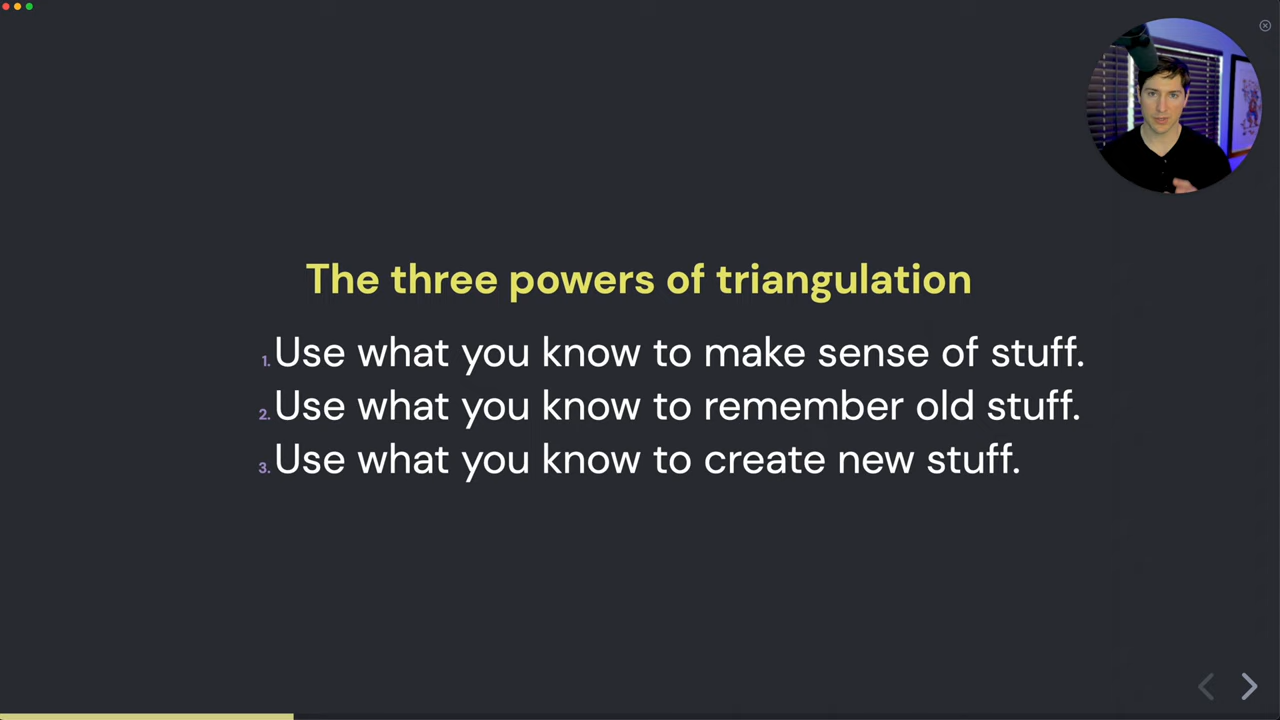 The three powers of triangulation
1. Use what you know to make sense of stuff.
2. Use what you know to remember old stuff.
3. Use what you know to create new stuff.